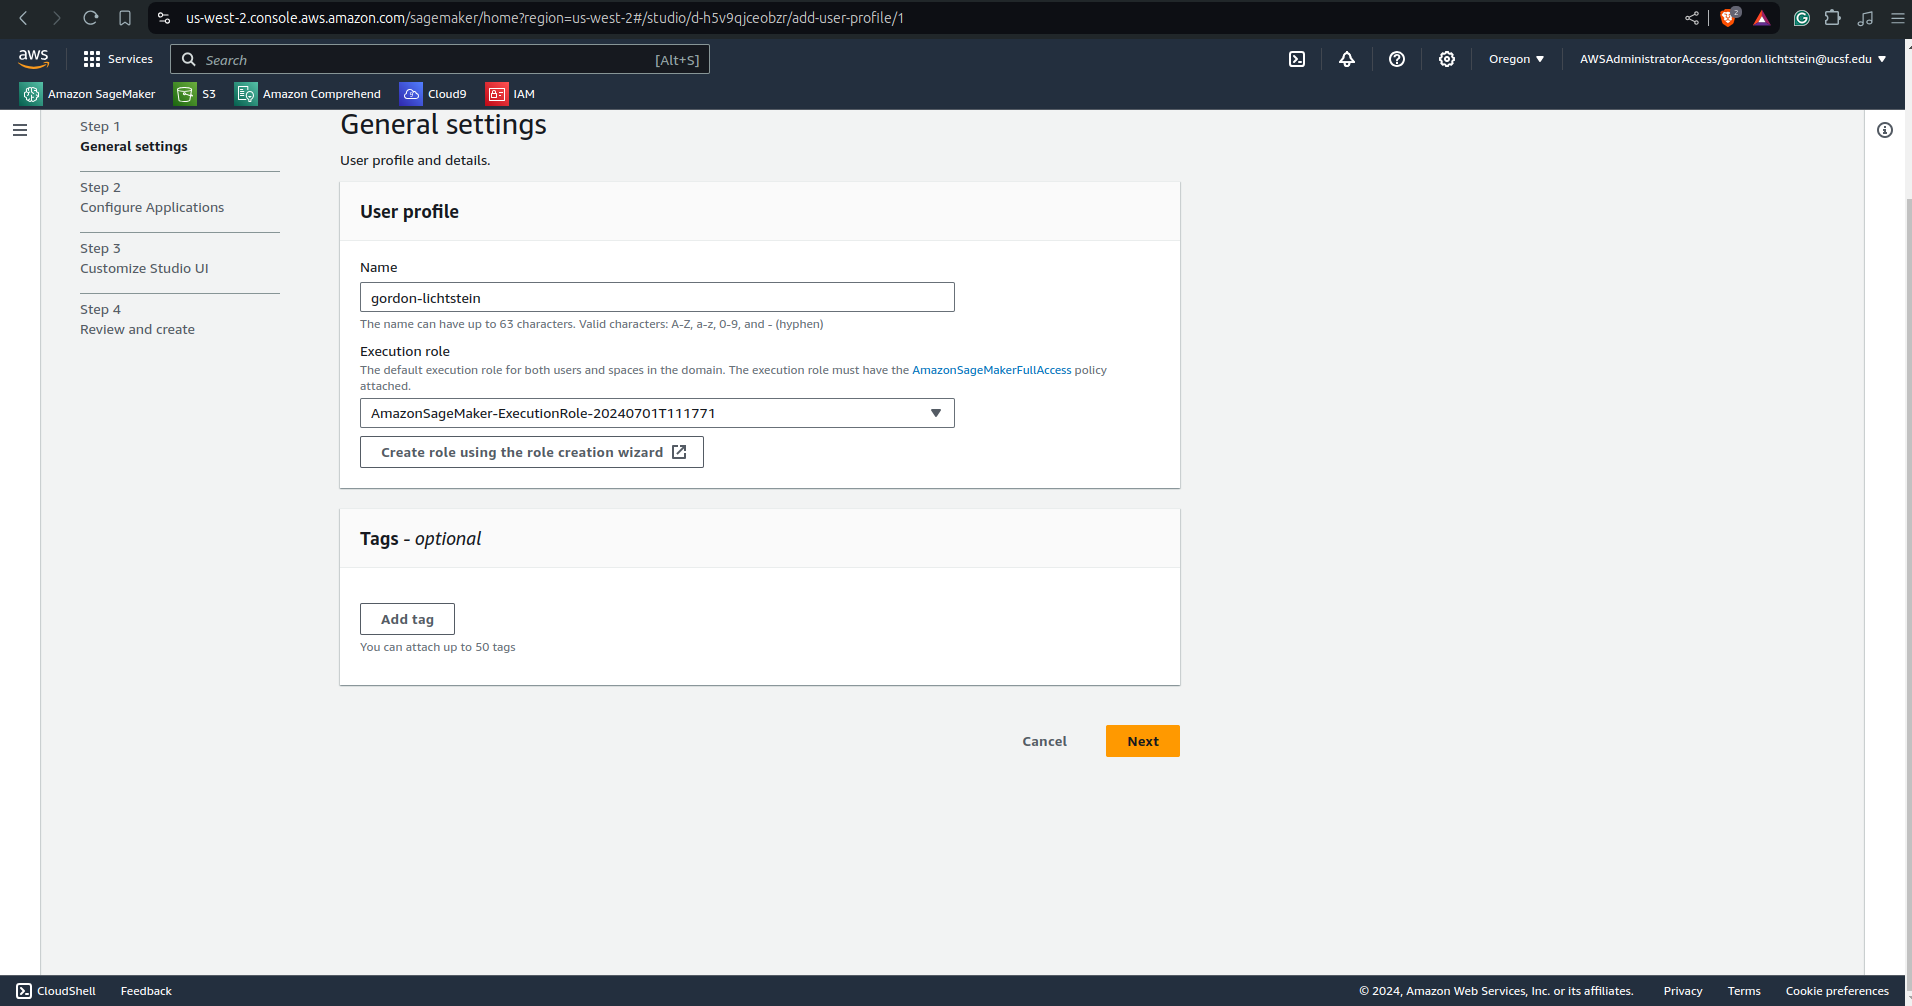 us-west-2.console.aws.amazon.com/sagemaker/home?region=us-west-2#/studio/d-h5v9qjceobzr/add-user-profile/1
2
aws
Services
Search
[Alt+S]
Oregon
AWSAdministratorAccess/gordon.lichtstein@ucsf.edu
Amazon SageMaker
S3
Amazon Comprehend
Cloud9
IAM
Step 1
General settings
Step 2
Configure Applications
Step 3
Customize Studio UI
Step 4
Review and create
General settings
User profile and details.
User profile
Name
gordon-lichtstein
The name can have up to 63 characters. Valid characters: A-Z, a-z, 0-9, and - (hyphen)
Execution role
The default execution role for both users and spaces in the domain. The execution role must have the AmazonSageMakerFullAccess policy
attached.
AmazonSageMaker-ExecutionRole-20240701T111771
Create role using the role creation wizard
Tags - optional
Add tag
You can attach up to 50 tags
Cancel
Next
CloudShell
Feedback
© 2024, Amazon Web Services, Inc. or its affiliates.
Privacy
Terms
Cookie preferences